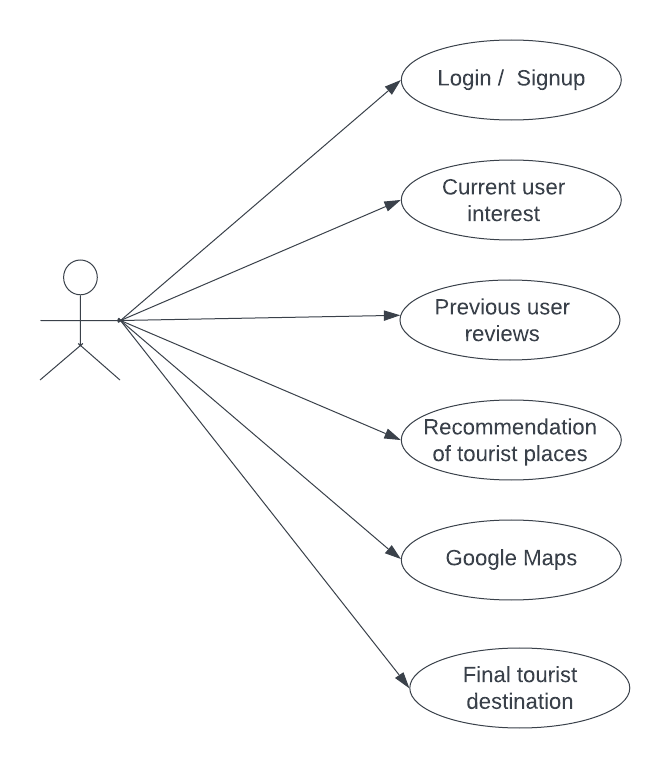 Login / Signup
Current user
interest
Previous user
reviews
Recommendation
of tourist places
Google Maps
Final tourist
destination